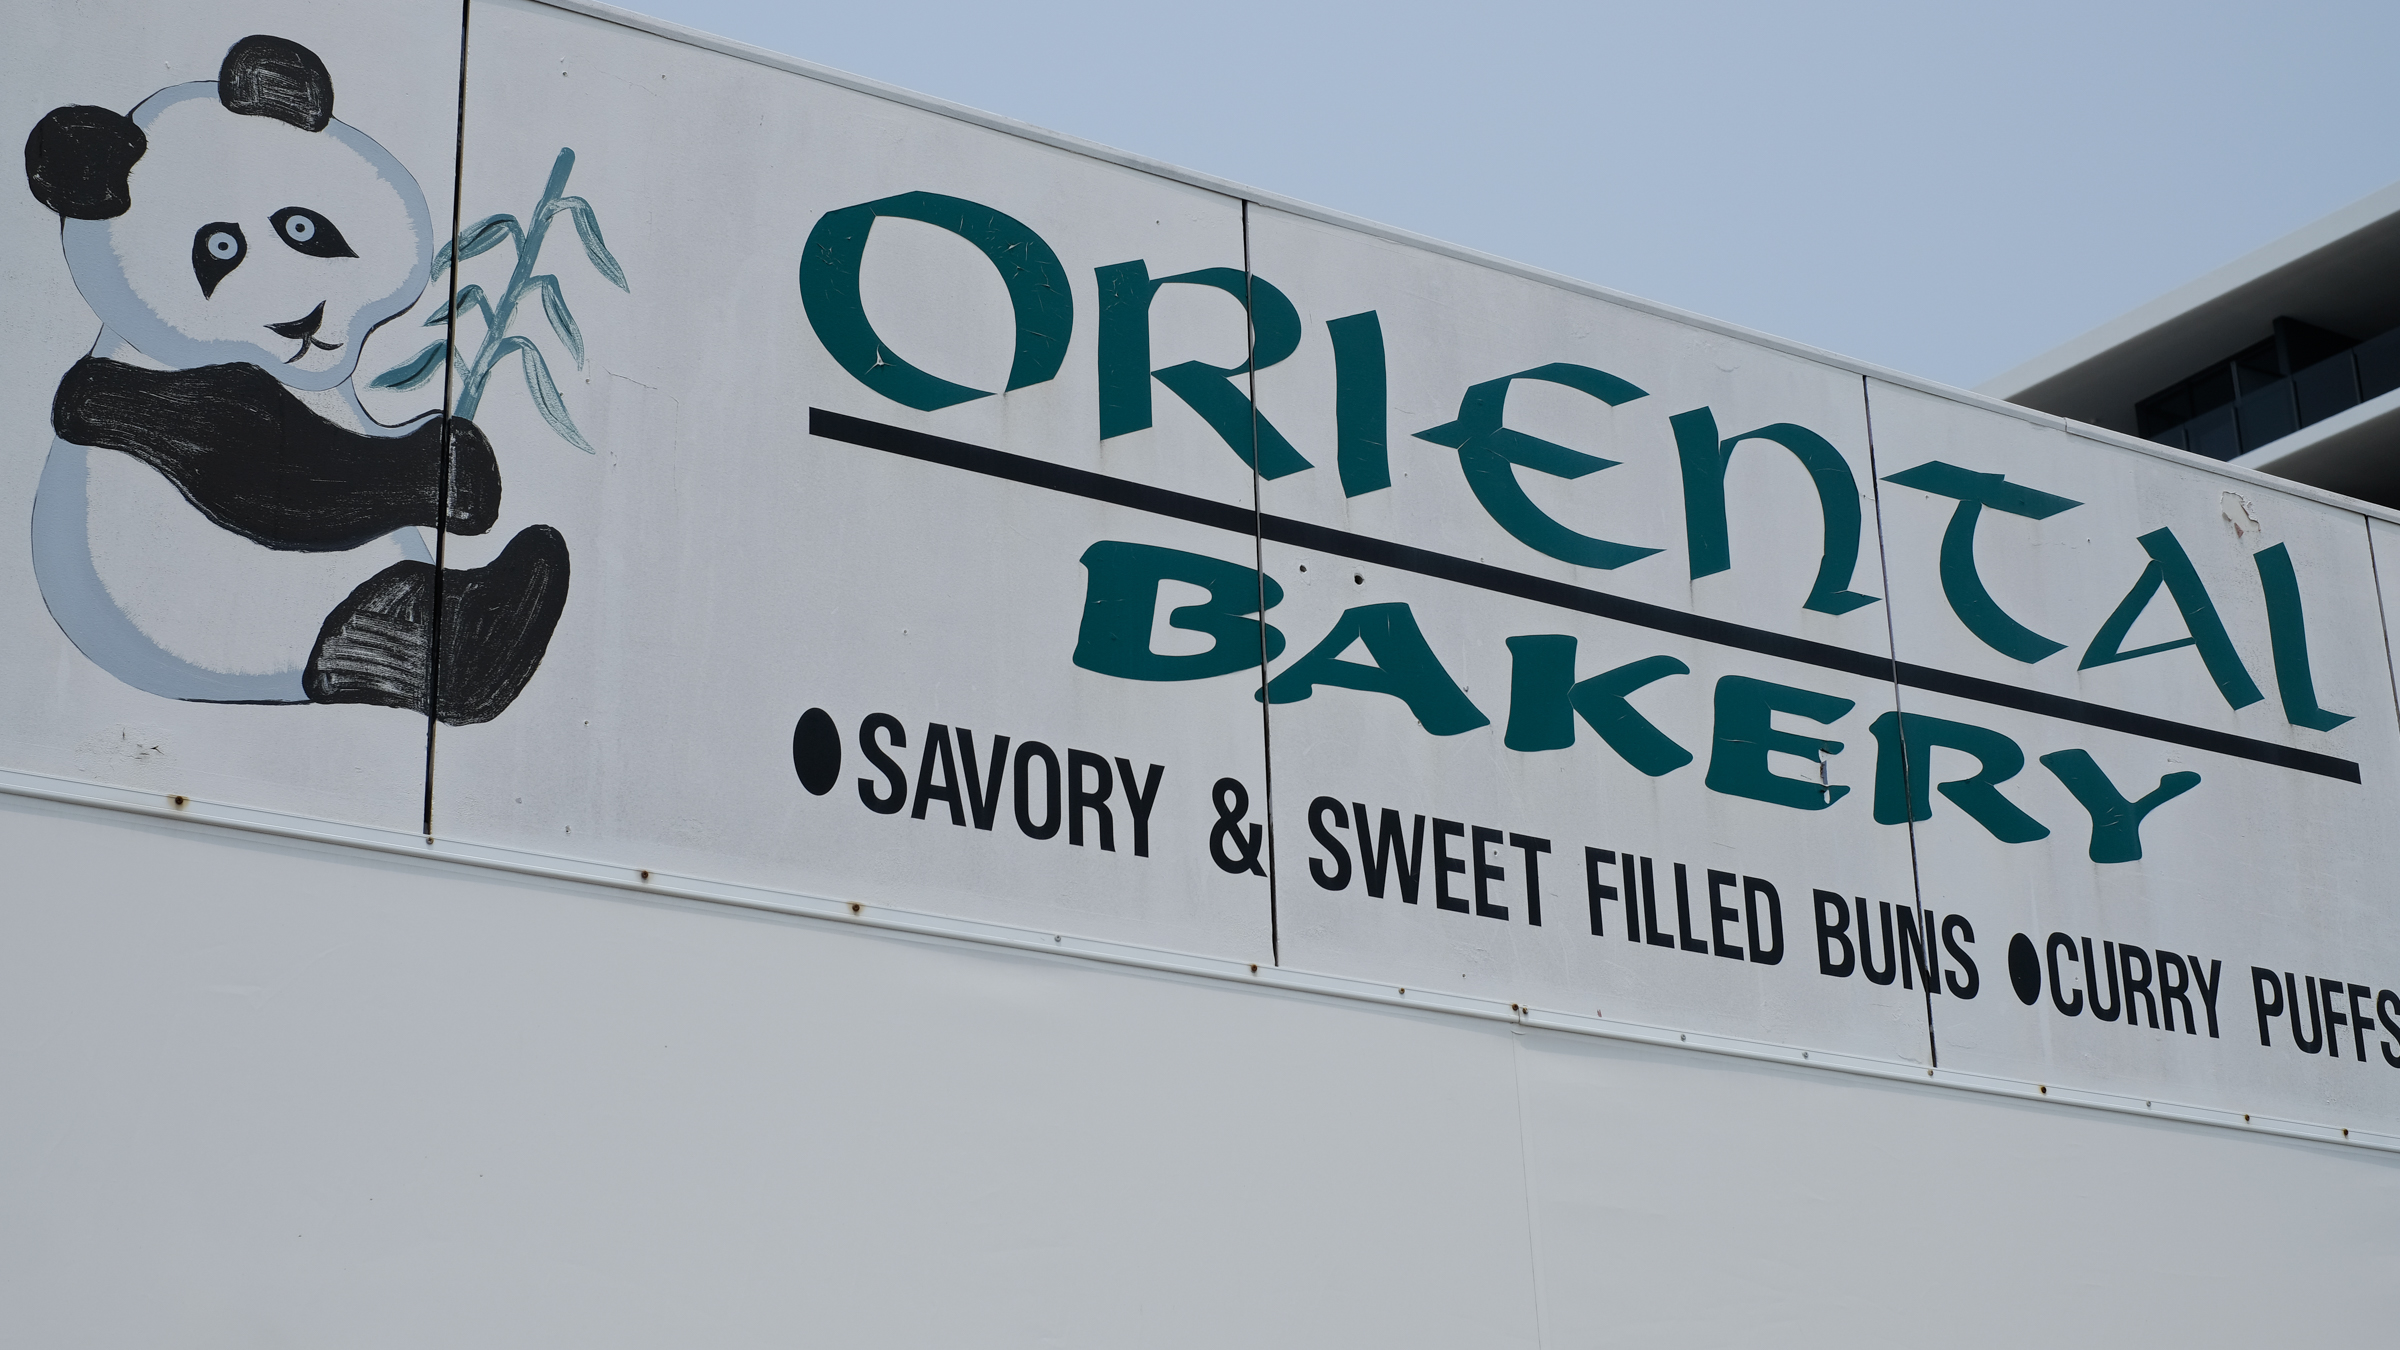 ORIENTAL
BAKERY
●SAVORY & SWEET FILLED BUNS ●CURRY PUFFS